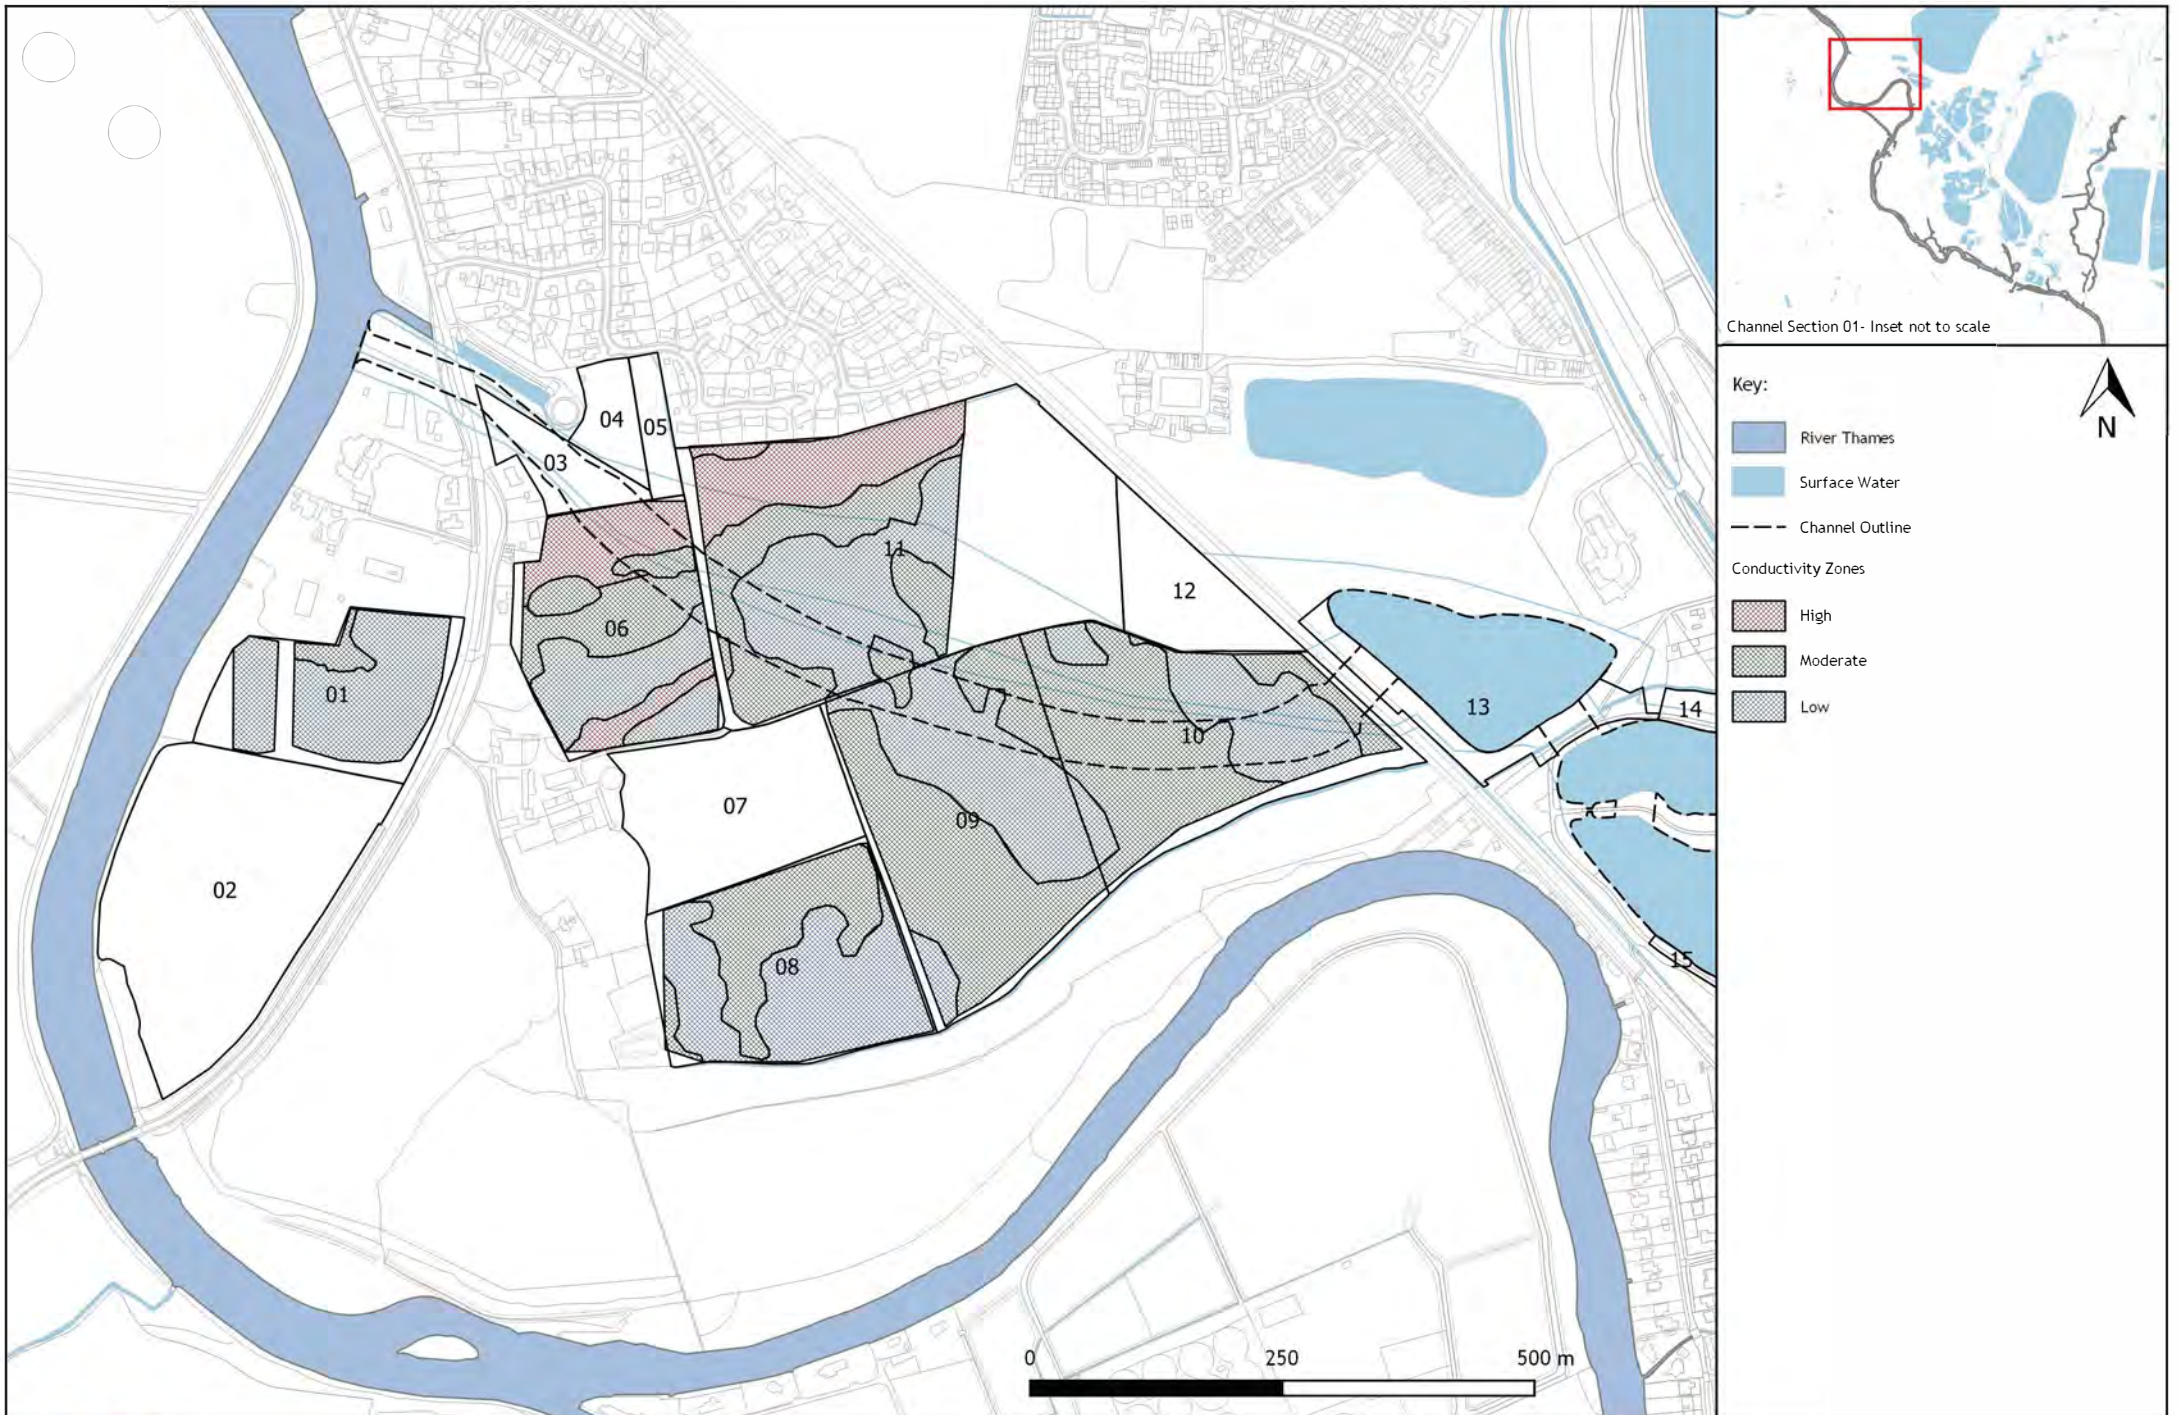 Channel Section 01- Inset not to scale
Key:
N
River Thames
Surface Water
Channel Outline
Conductivity Zones
High
Moderate
Low
04
05
03
11
12
06
01
13
14
10
07
09
02
08
15
0
250
500 m